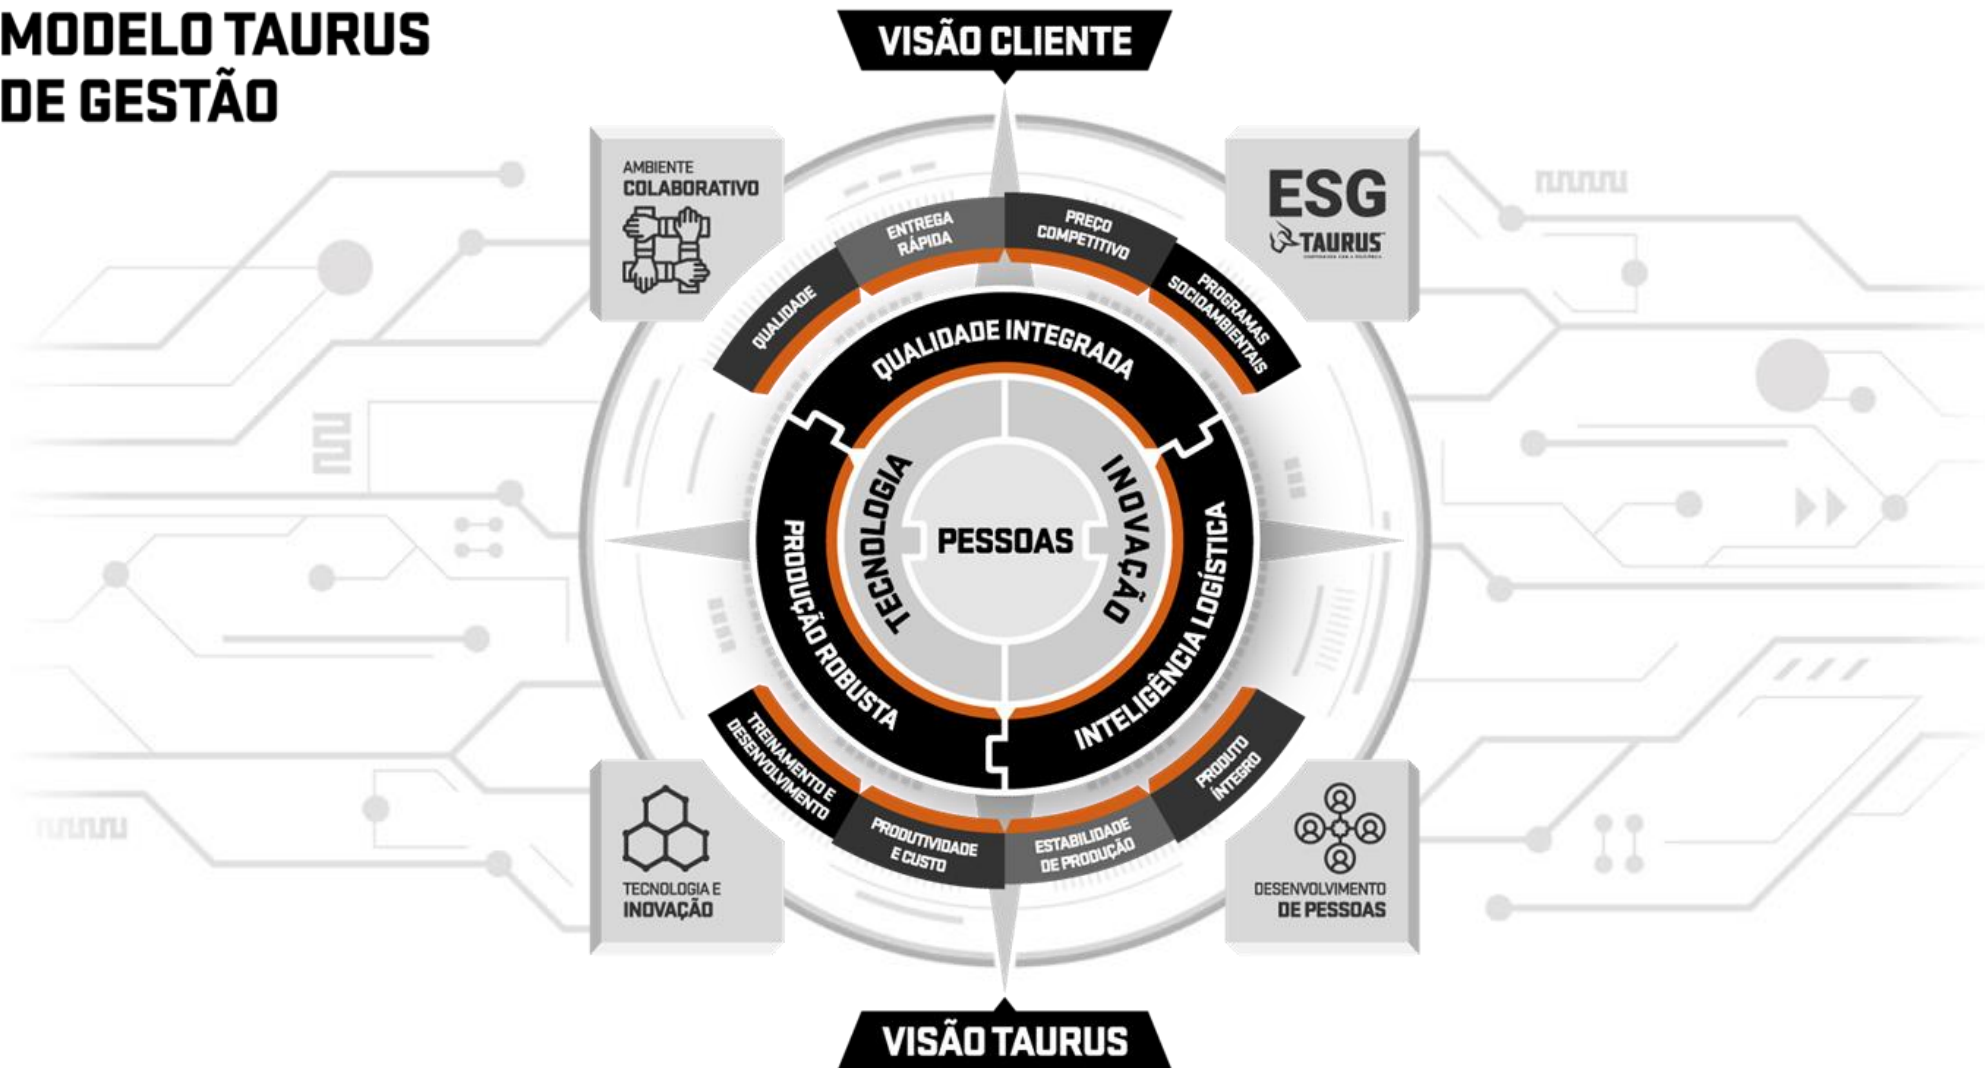 MODELO TAURUS
DE GESTÃO
VISÃO CLIENTE
AMBIENTE
COLABORATIVO
ESG
TAURUS
QUALIDADE
ENTREGA
RÁPIDA
PREÇO
COMPETITIVO
PROGRAMAS
SOCIOAMBIENTAIS
QUALIDADE INTEGRADA
TECNOLOGIA
PESSOAS
INOVAÇÃO
PRODUÇÃO ROBUSTA
INTELIGÊNCIA LOGÍSTICA
TREINAMENTO E
DESENVOLVIMENTO
PRODUTIVIDADE
E CUSTO
ESTABILIDADE
DE PRODUÇÃO
PRODUTO
ÍNTEGRO
TECNOLOGIA E
INOVAÇÃO
DESENVOLVIMENTO
DE PESSOAS
VISÃO TAURUS